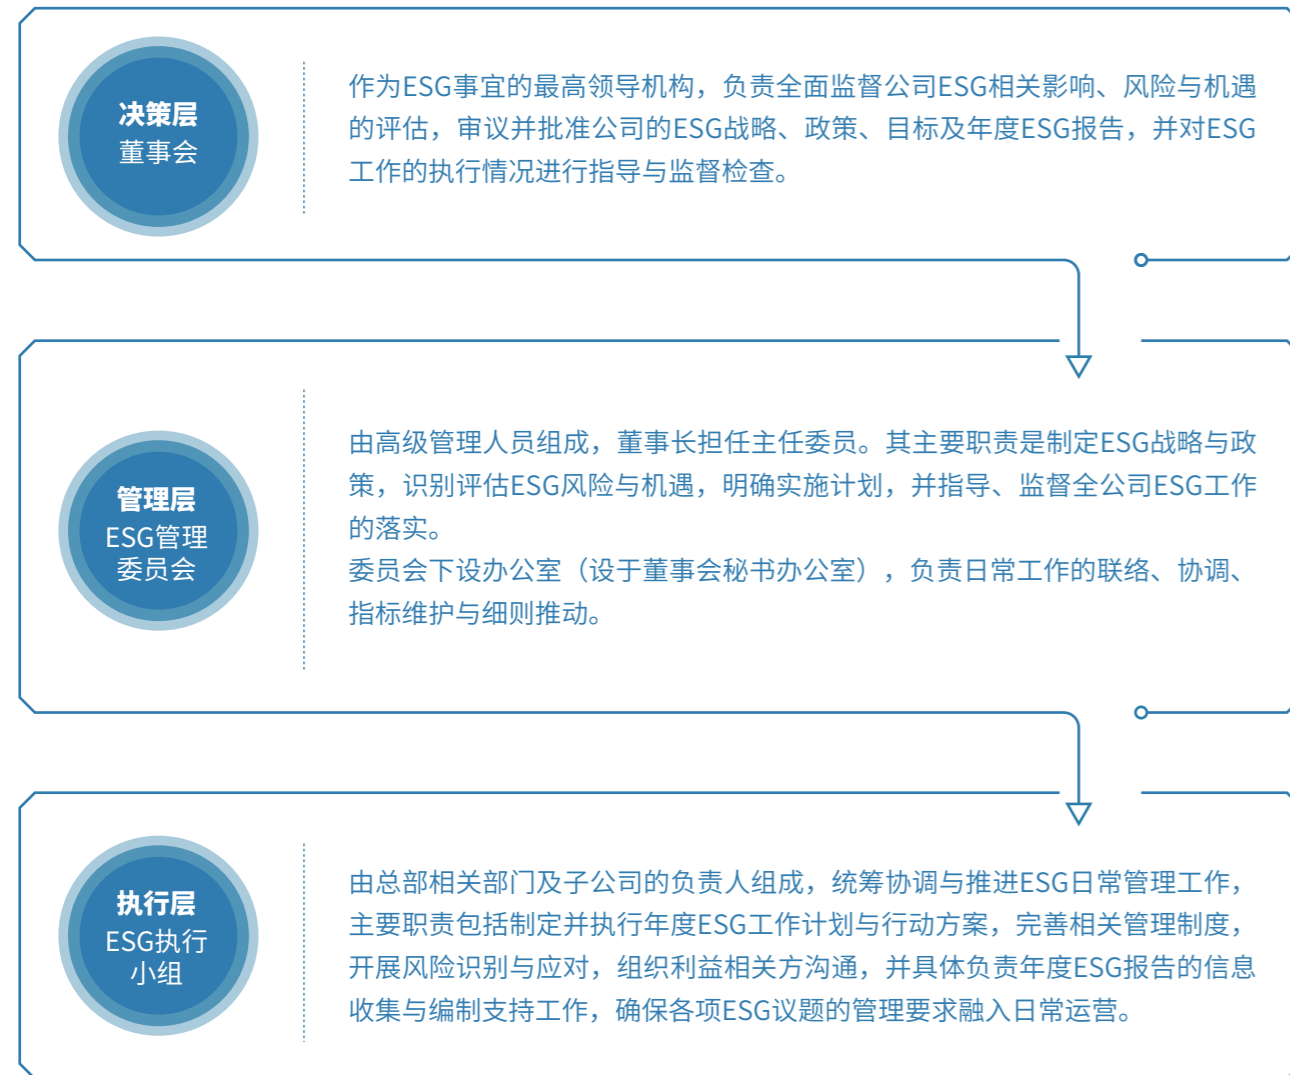 决策层
董事会
作为ESG事宜的最高领导机构，负责全面监督公司ESG相关影响、风险与机遇
的评估，审议并批准公司的ESG战略、政策、目标及年度ESG报告，并对ESG
工作的执行情况进行指导与监督检查。
管理层
ESG管理
委员会
由高级管理人员组成，董事长担任主任委员。其主要职责是制定ESG战略与政
策，识别评估ESG风险与机遇，明确实施计划，并指导、监督全公司ESG工作
的落实。
委员会下设办公室（设于董事会秘书办公室），负责日常工作的联络、协调、
指标维护与细则推动。
执行层
ESG执行
小组
由总部相关部门及子公司的负责人组成，统筹协调与推进ESG日常管理工作，
主要职责包括制定并执行年度ESG工作计划与行动方案，完善相关管理制度，
开展风险识别与应对，组织利益相关方沟通，并具体负责年度ESG报告的信息
收集与编制支持工作，确保各项ESG议题的管理要求融入日常运营。